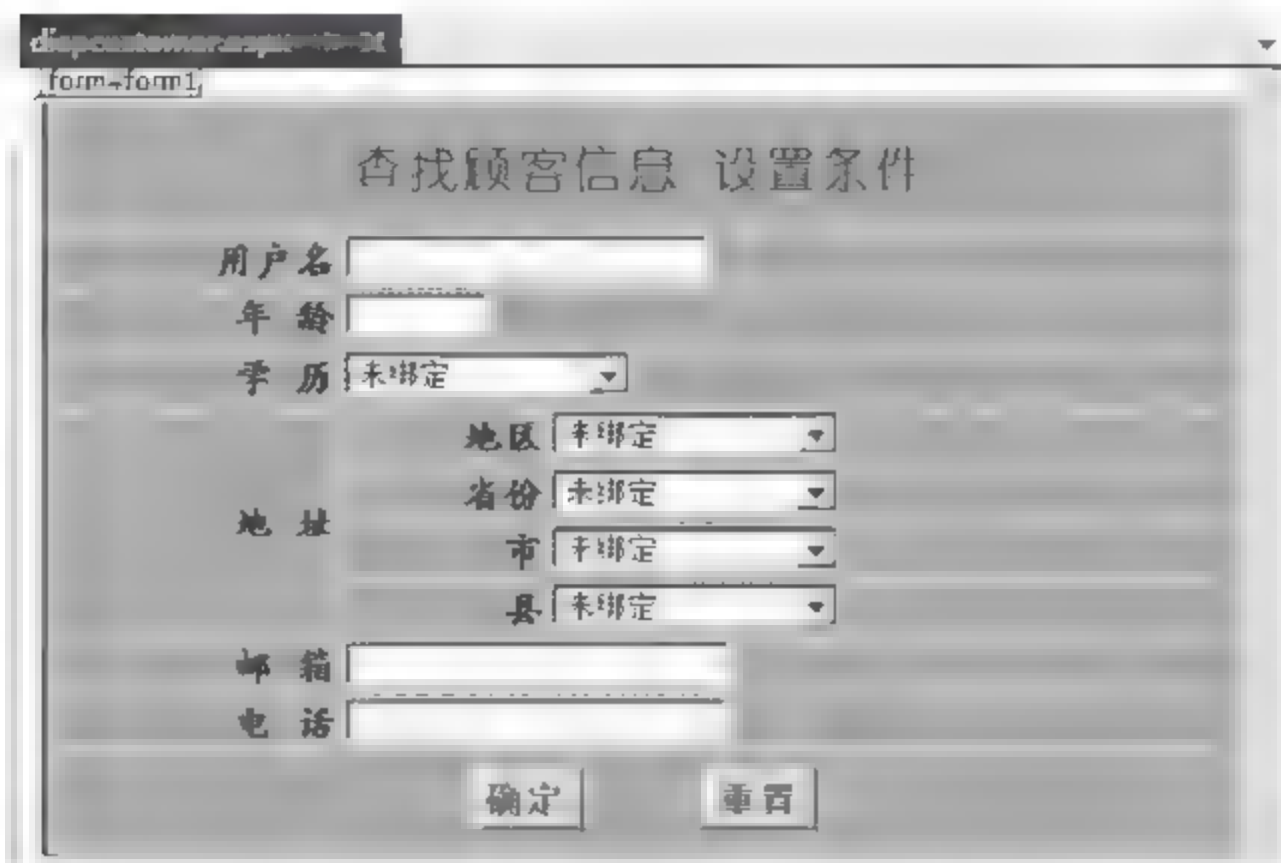 form#form1
查找顾客信息 设置条件
用户名
年 龄
学 历 未绑定
地区 未绑定
省份 未绑定
地 址
市 未绑定
县 未绑定
邮 箱
电 话
确定 重置